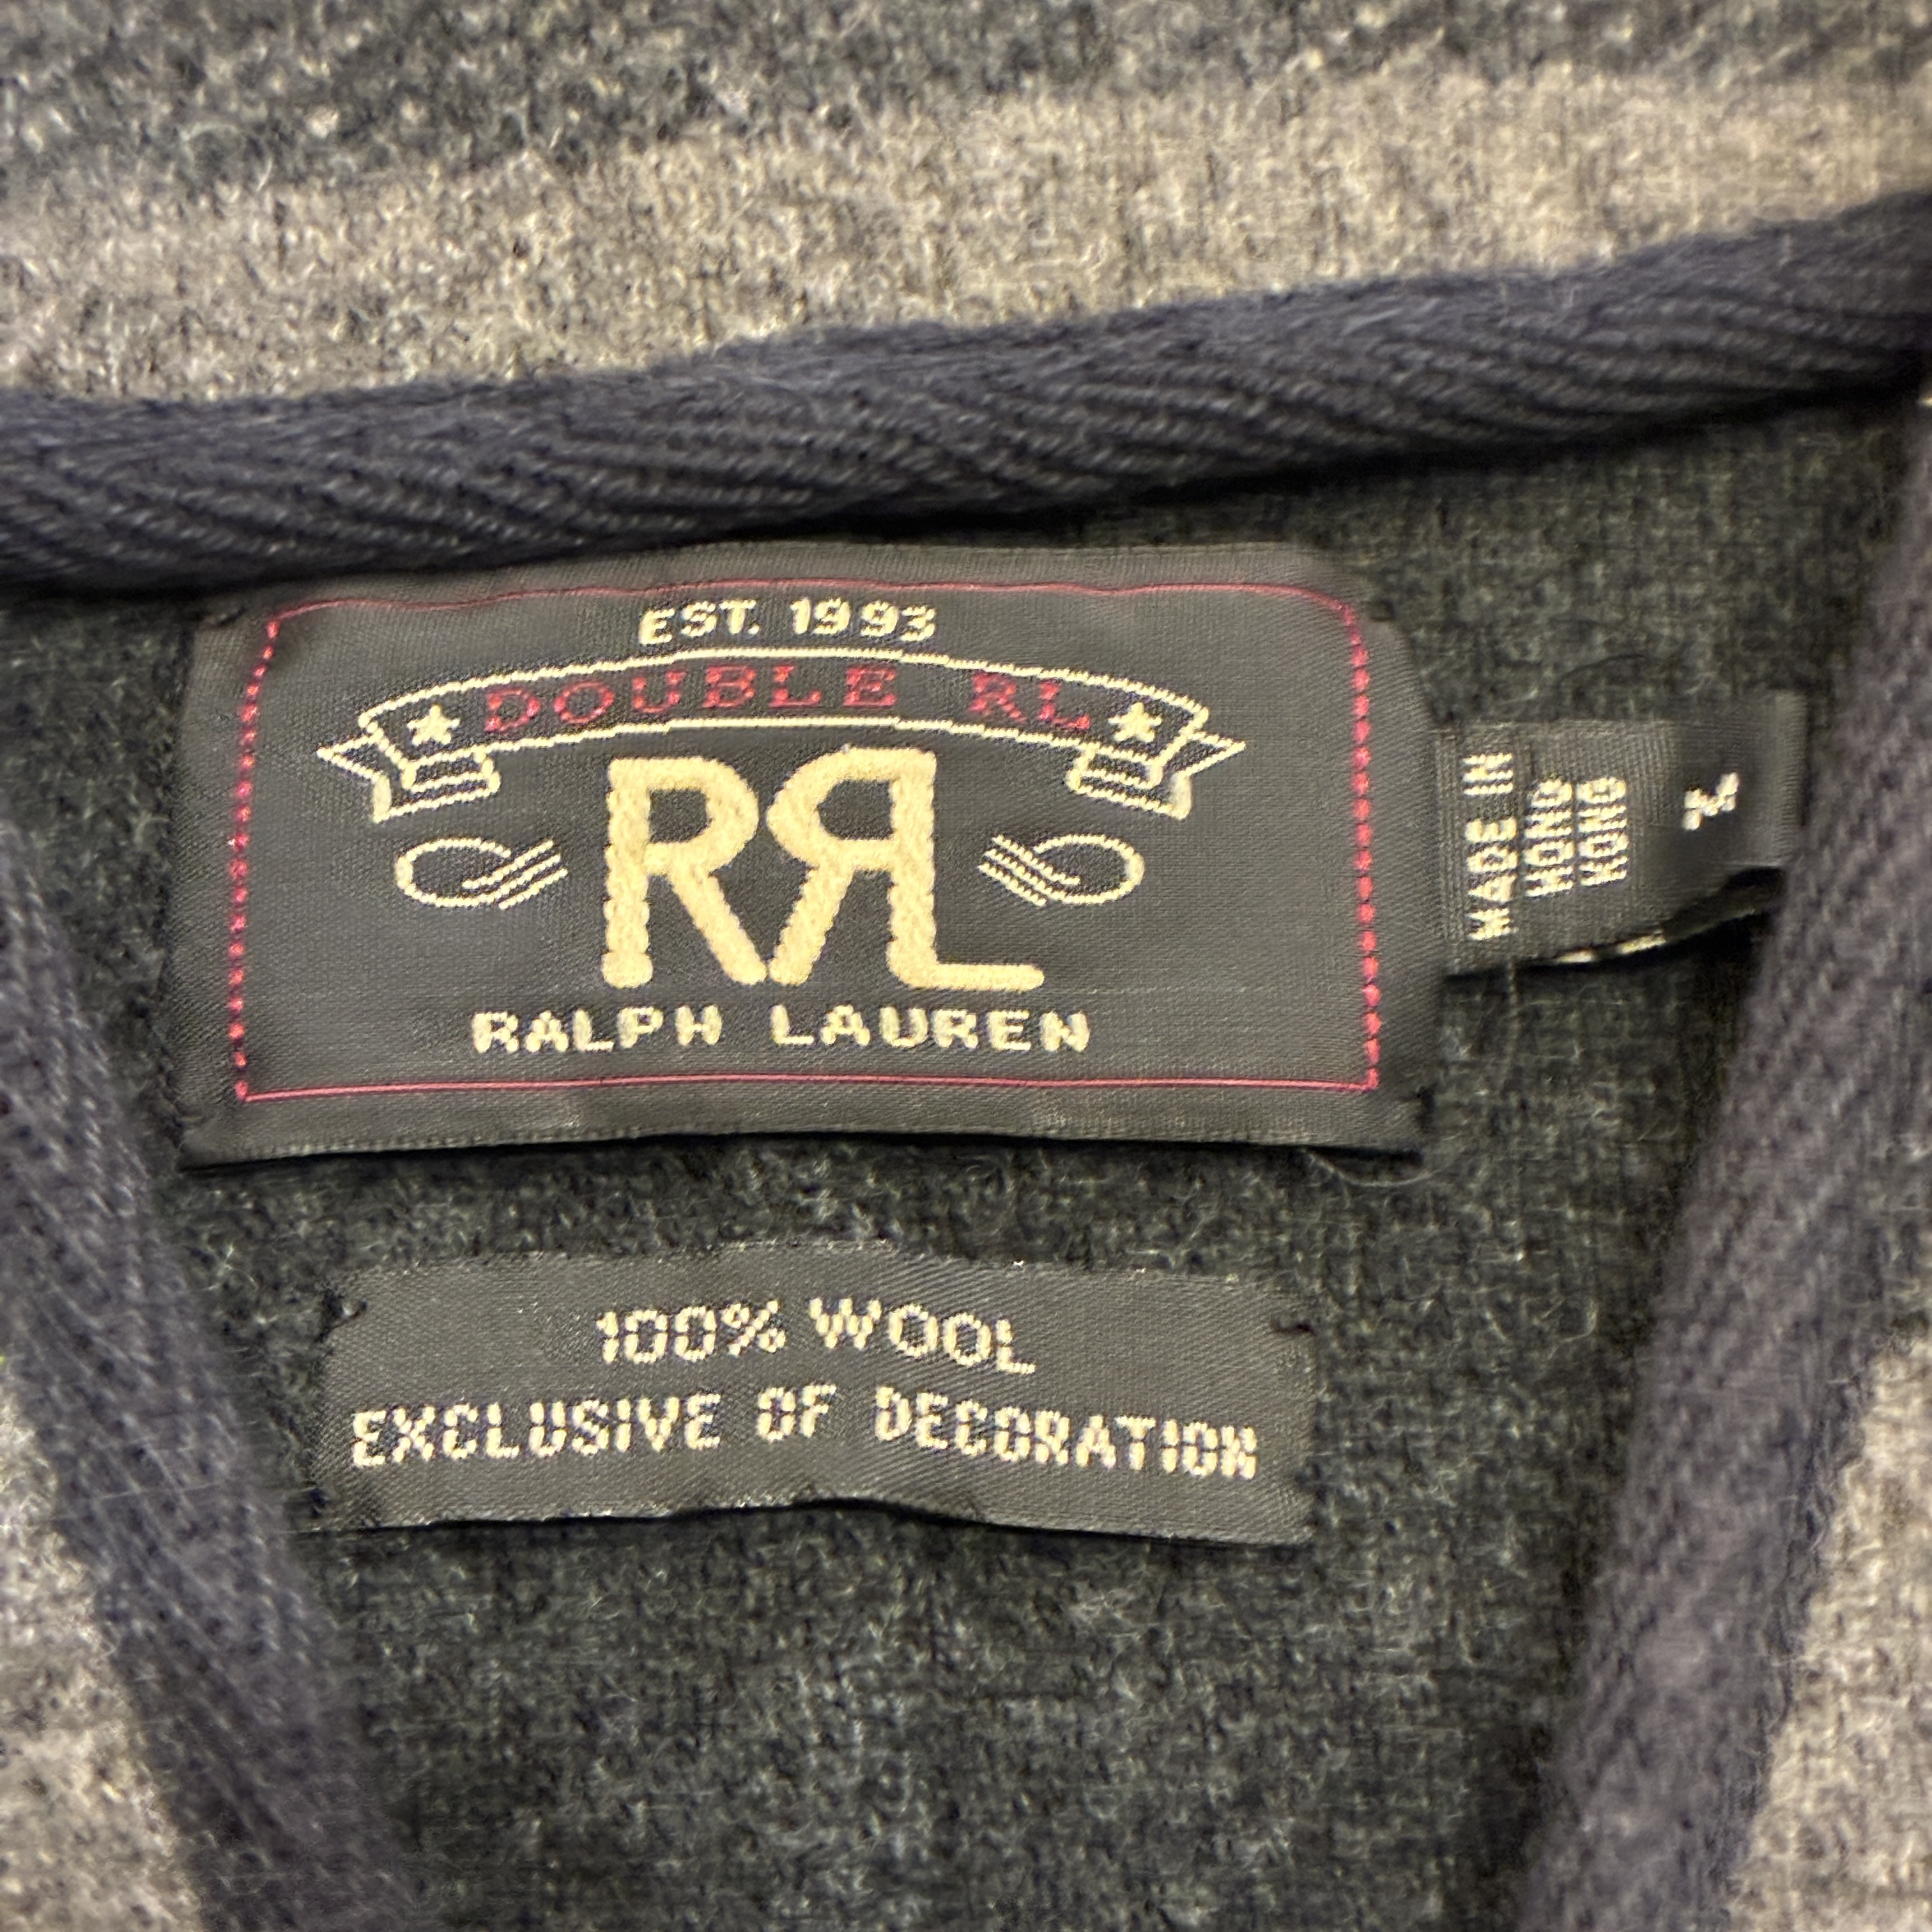 EST. 1993
DOUBLE RL
RRL
RALPH LAUREN
MADE IN
HONG
KONG
100% WOOL
EXCLUSIVE OF DECORATION